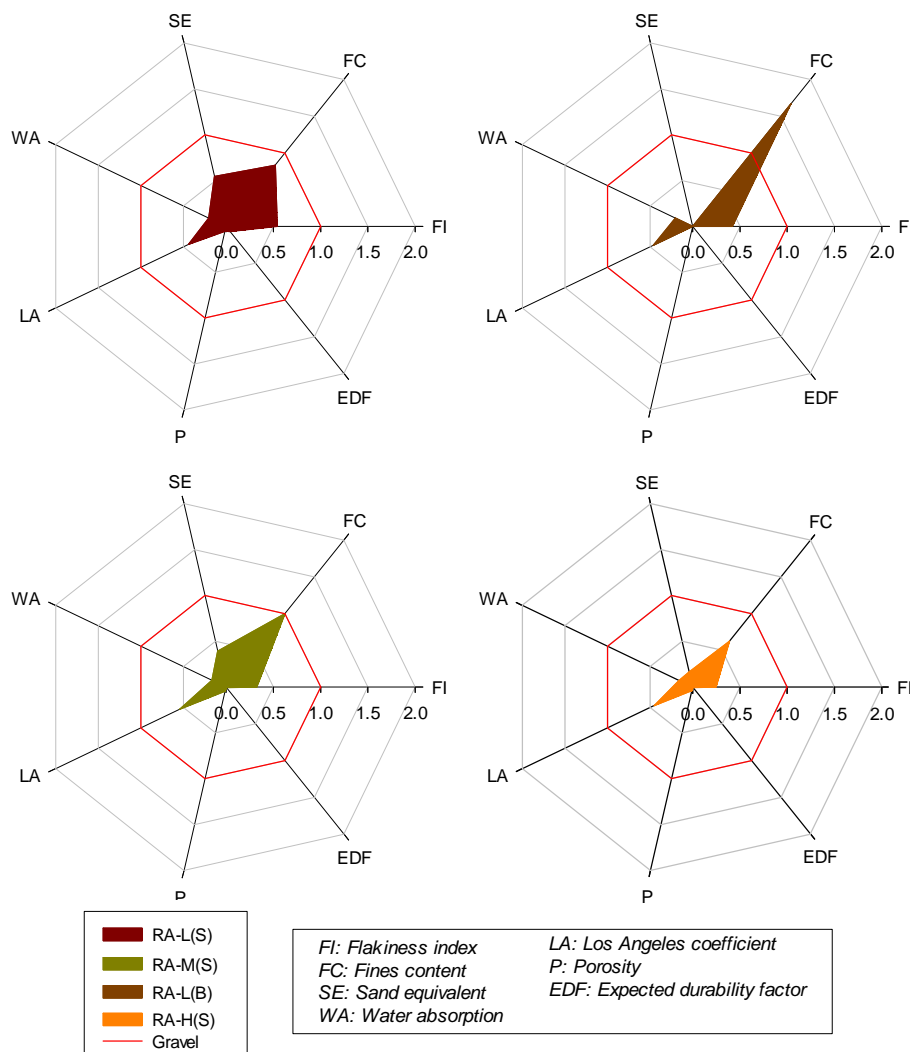 SE
SE
FC
FC
WA
WA
FI
F
0.0 0.5 1.0 1.5 2.0
0.0 0.5 1.0 1.5 2.0
LA
LA
EDF
EDF
P
P
SE
SE
FC
FC
WA
WA
FI
FI
0.0 0.5 1.0 1.5 2.0
0.0 0.5 1.0 1.5 2.0
LA
LA
EDF
EDF
P
P
RA-L(S)
RA-M(S)
RA-L(B)
RA-H(S)
Gravel
FI: Flakiness index
FC: Fines content
SE: Sand equivalent
WA: Water absorption
LA: Los Angeles coefficient
P: Porosity
EDF: Expected durability factor